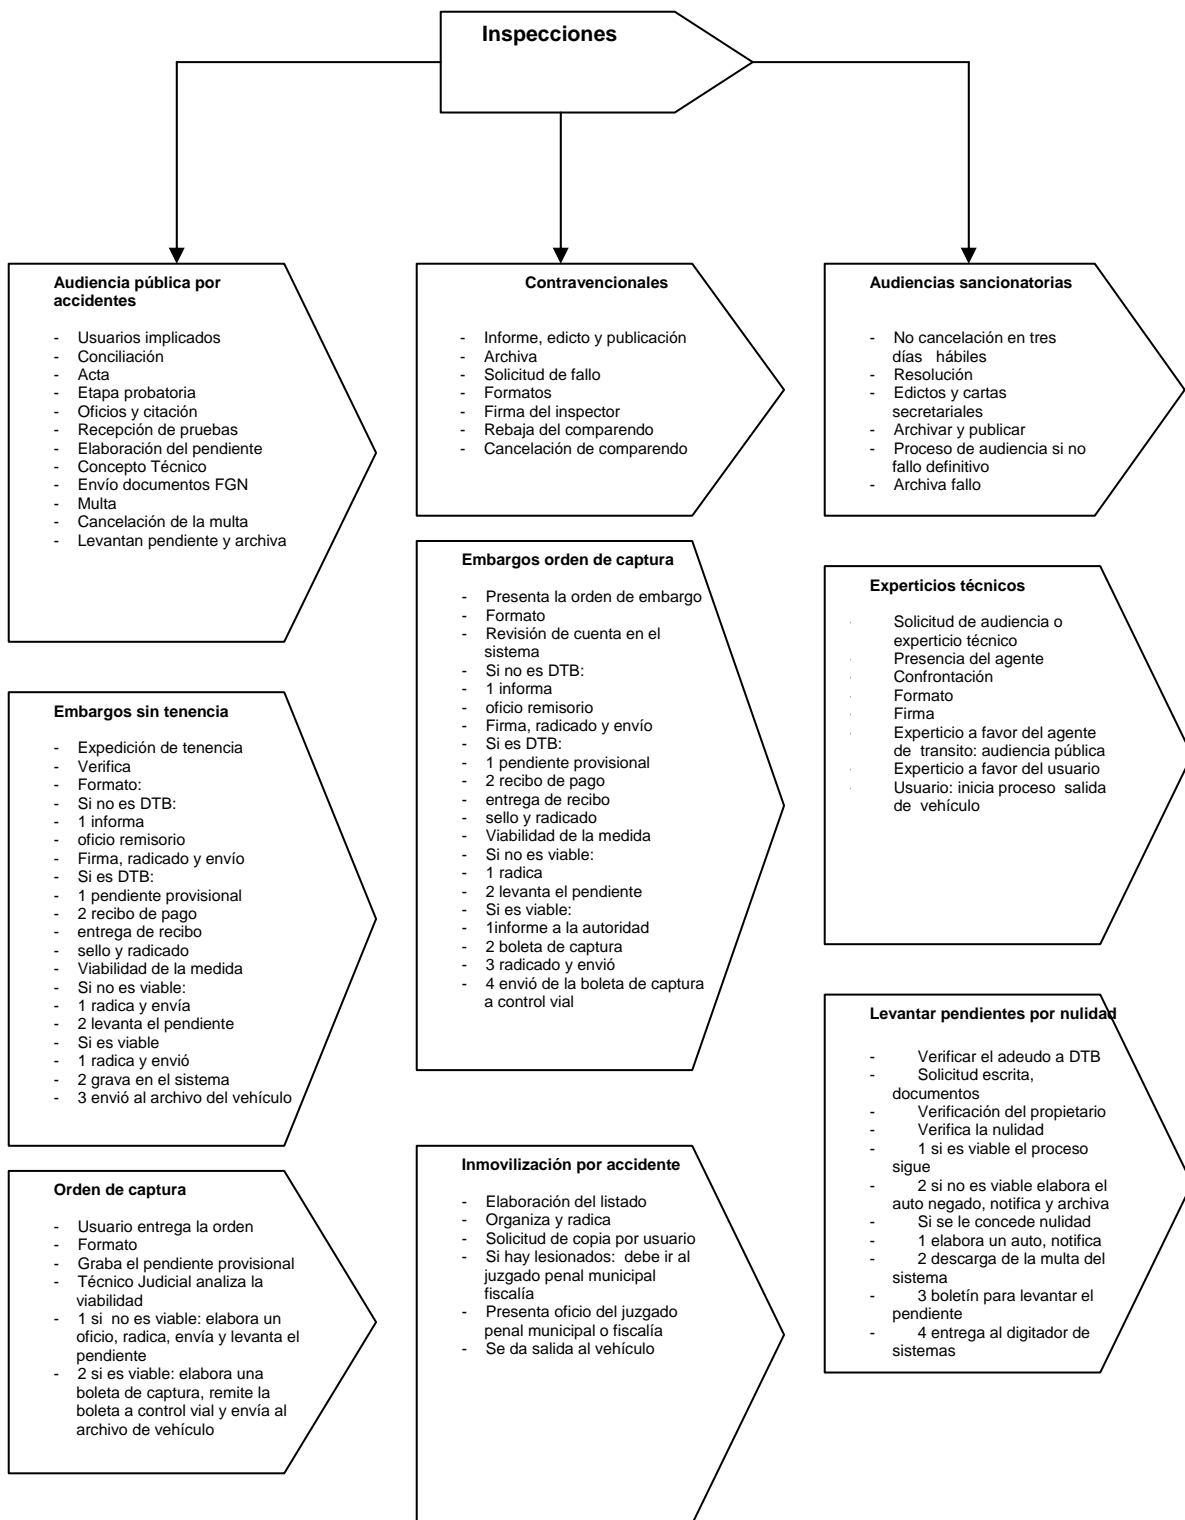 Inspecciones
Audiencia pública por
accidentes
- Usuarios implicados
- Conciliación
- Acta
- Etapa probatoria
- Oficios y citación
- Recepción de pruebas
- Elaboración del pendiente
- Concepto Técnico
- Envío documentos FGN
- Multa
- Cancelación de la multa
- Levantan pendiente y archiva
Embargos sin tenencia
- Expedición de tenencia
- Verifica
- Formato:
- Si no es DTB:
- 1 informa
- oficio remisorio
- Firma, radicado y envío
- Si es DTB:
- 1 pendiente provisional
- 2 recibo de pago
- entrega de recibo
- sello y radicado
- Viabilidad de la medida
- Si no es viable:
- 1 radica y envía
- 2 levanta el pendiente
- Si es viable
- 1 radica y envió
- 2 grava en el sistema
- 3 envió al archivo del vehículo
Orden de captura
- Usuario entrega la orden
- Formato
- Graba el pendiente provisional
- Técnico Judicial analiza la
viabilidad
- 1 si no es viable: elabora un
oficio, radica, envía y levanta el
pendiente
- 2 si es viable: elabora una
boleta de captura, remite la
boleta a control vial y envía al
archivo de vehículo
Contravencionales
- Informe, edicto y publicación
- Archiva
- Solicitud de fallo
- Formatos
- Firma del inspector
- Rebaja del comparendo
- Cancelación de comparendo
Embargos orden de captura
- Presenta la orden de embargo
- Formato
- Revisión de cuenta en el
sistema
- Si no es DTB:
- 1 informa
- oficio remisorio
- Firma, radicado y envío
- Si es DTB:
- 1 pendiente provisional
- 2 recibo de pago
- entrega de recibo
- sello y radicado
- Viabilidad de la medida
- Si no es viable:
- 1 radica
- 2 levanta el pendiente
- Si es viable:
- 1informe a la autoridad
- 2 boleta de captura
- 3 radicado y envió
- 4 envió de la boleta de captura
a control vial
Inmovilización por accidente
- Elaboración del listado
- Organiza y radica
- Solicitud de copia por usuario
- Si hay lesionados: debe ir al
juzgado penal municipal
fiscalía
- Presenta oficio del juzgado
penal municipal o fiscalía
- Se da salida al vehículo
Audiencias sancionatorias
- No cancelación en tres
días hábiles
- Resolución
- Edictos y cartas
secretariales
- Archivar y publicar
- Proceso de audiencia si no
fallo definitivo
- Archiva fallo
Experticios técnicos
· Solicitud de audiencia o
experticio técnico
· Presencia del agente
· Confrontación
· Formato
· Firma
· Experticio a favor del agente
de transito: audiencia pública
· Experticio a favor del usuario
· Usuario: inicia proceso salida
de vehículo
Levantar pendientes por nulidad
- Verificar el adeudo a DTB
- Solicitud escrita,
documentos
- Verificación del propietario
- Verifica la nulidad
- 1 si es viable el proceso
sigue
- 2 si no es viable elabora el
auto negado, notifica y archiva
- Si se le concede nulidad
- 1 elabora un auto, notifica
- 2 descarga de la multa del
sistema
- 3 boletín para levantar el
pendiente
- 4 entrega al digitador de
sistemas